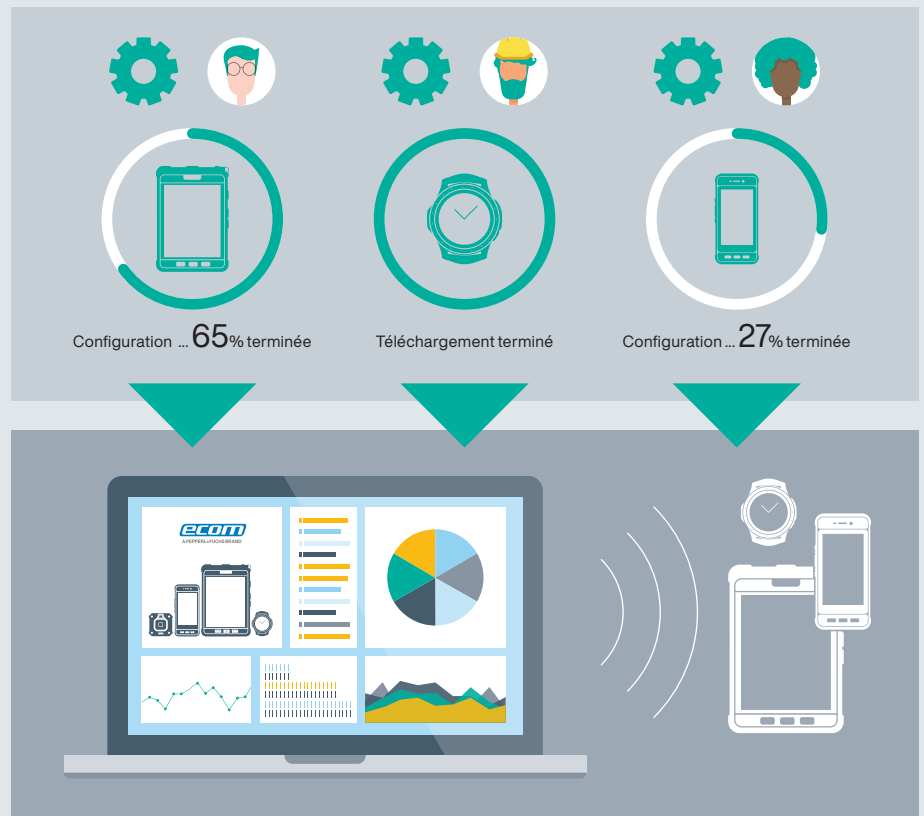 Configuration ... 65% terminée
Téléchargement terminé
Configuration ... 27% terminée
ecom
A PEPPERL+FUCHS BRAND